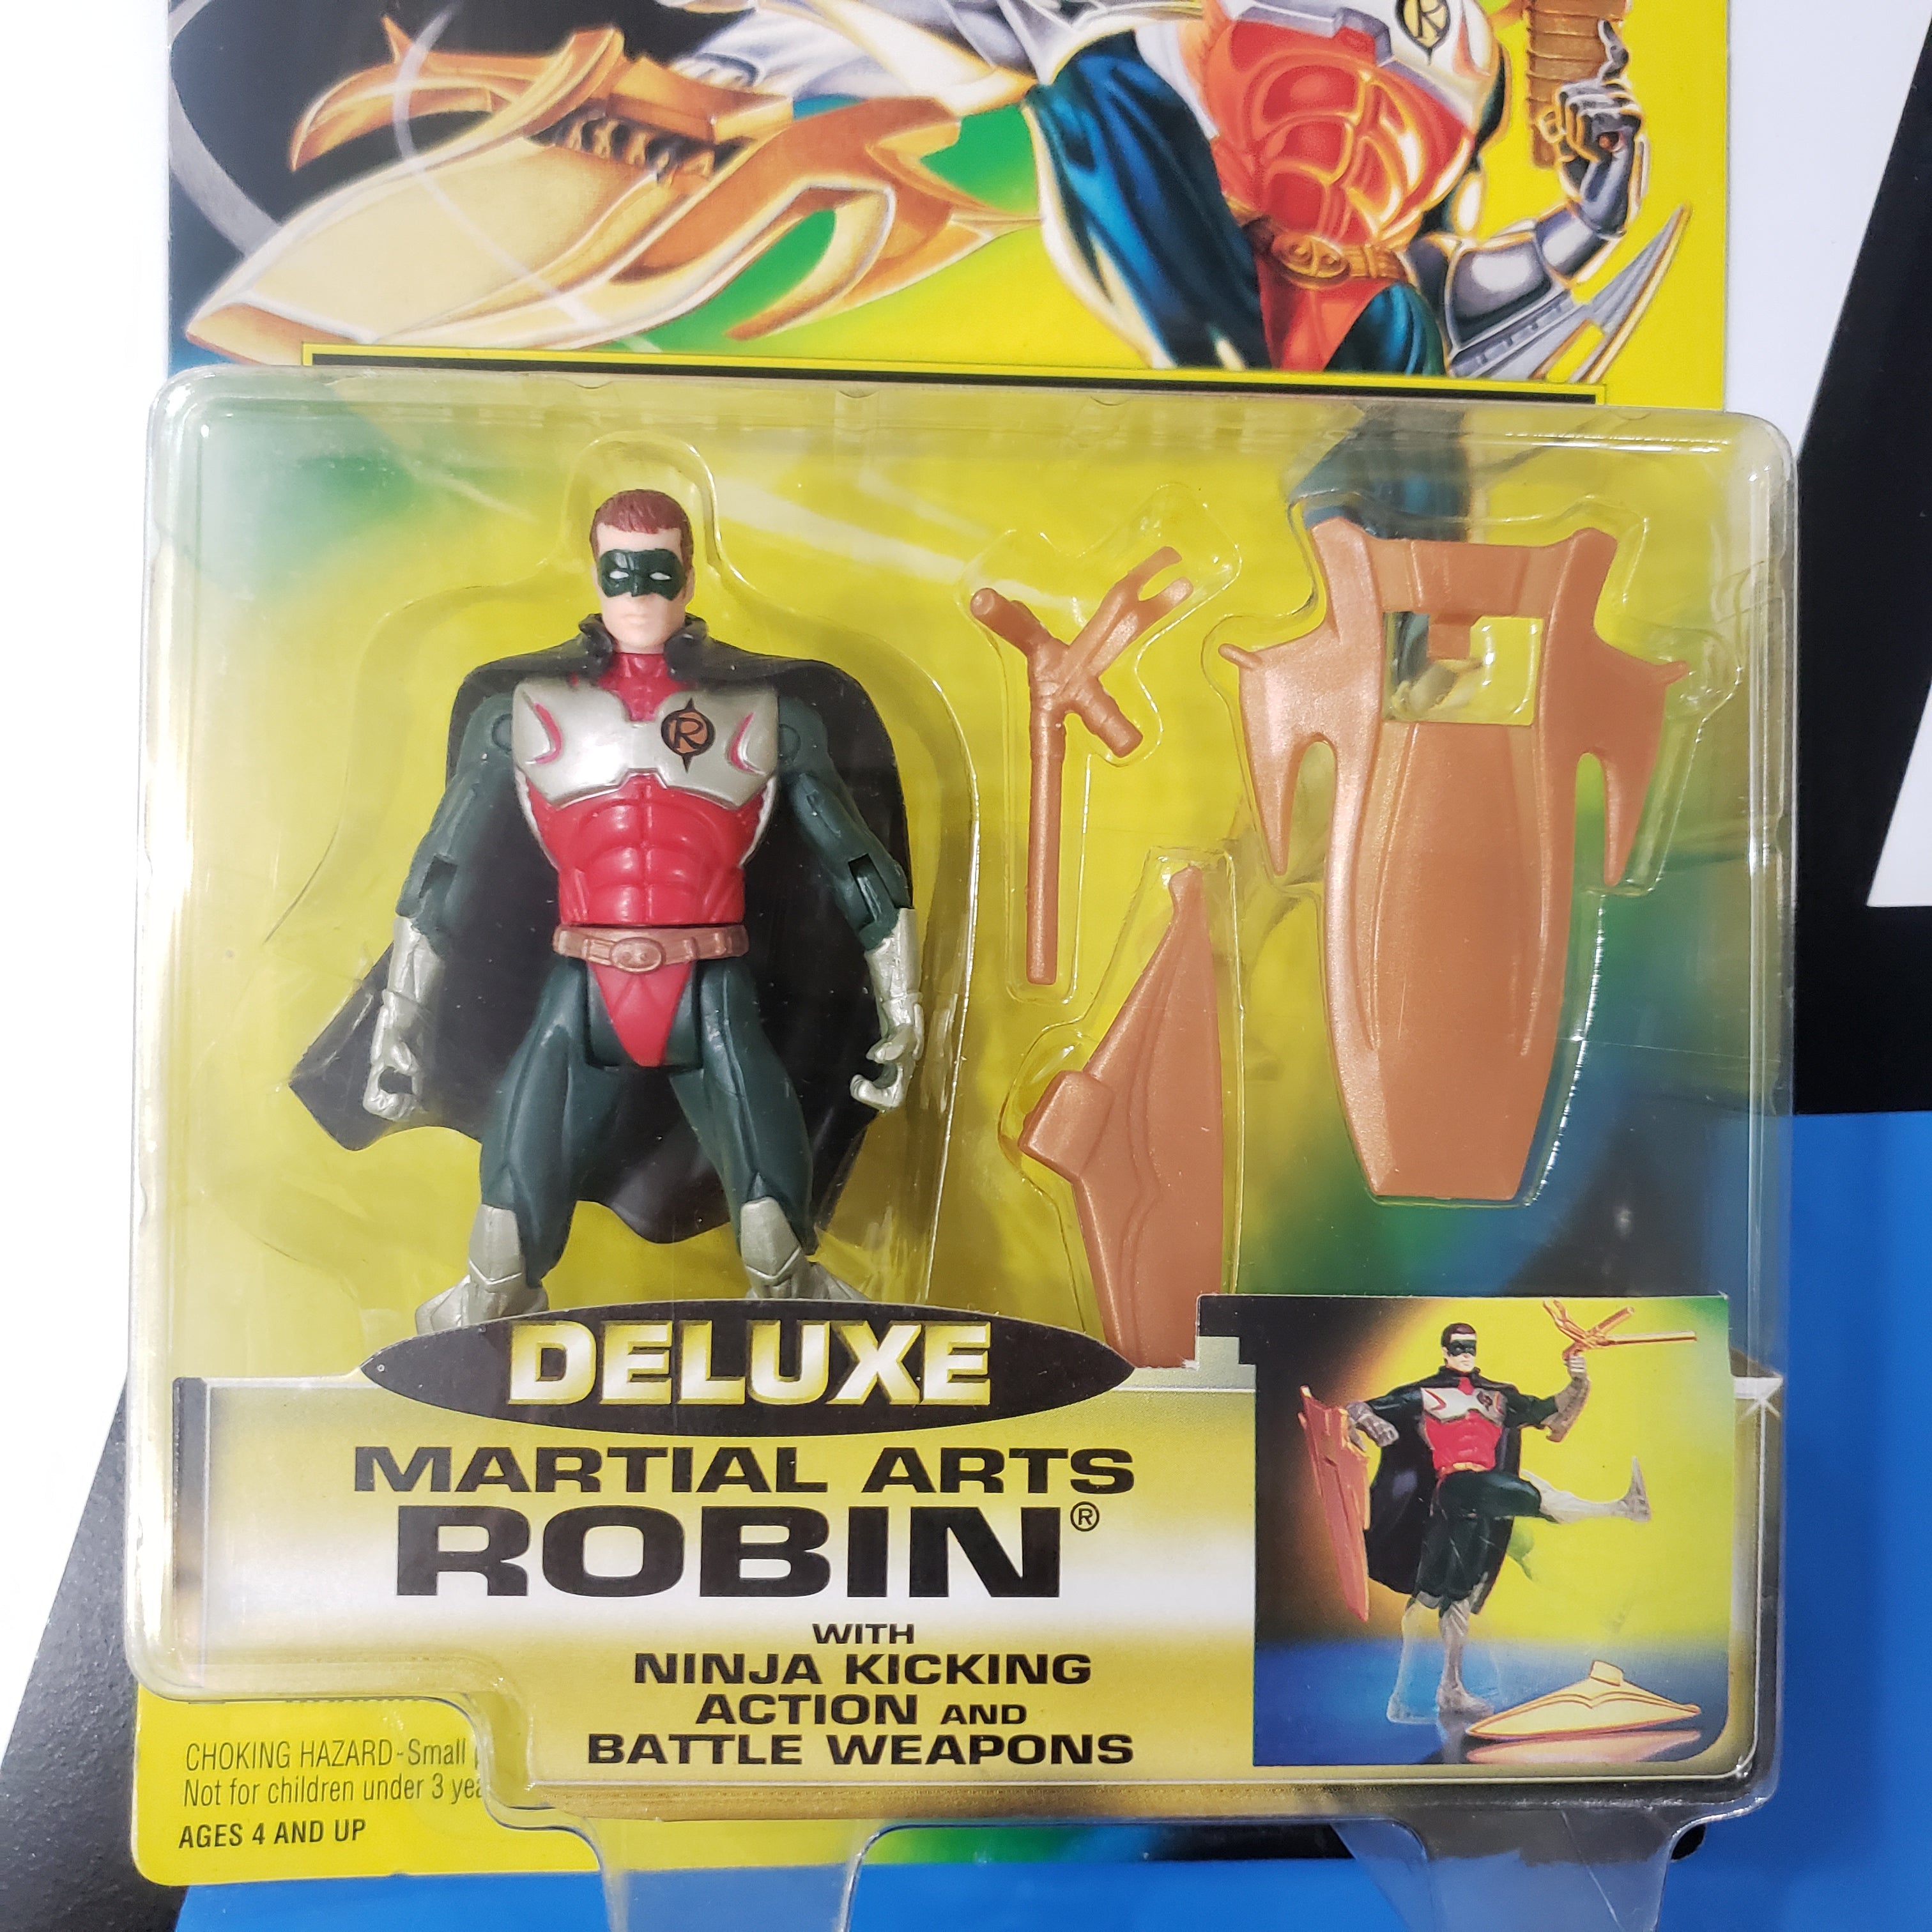 R
R
DELUXE
MARTIAL ARTS
ROBIN®
WITH
NINJA KICKING
ACTION AND
BATTLE WEAPONS
CHOKING HAZARD-Small
Not for children under 3
AGES 4 AND UP